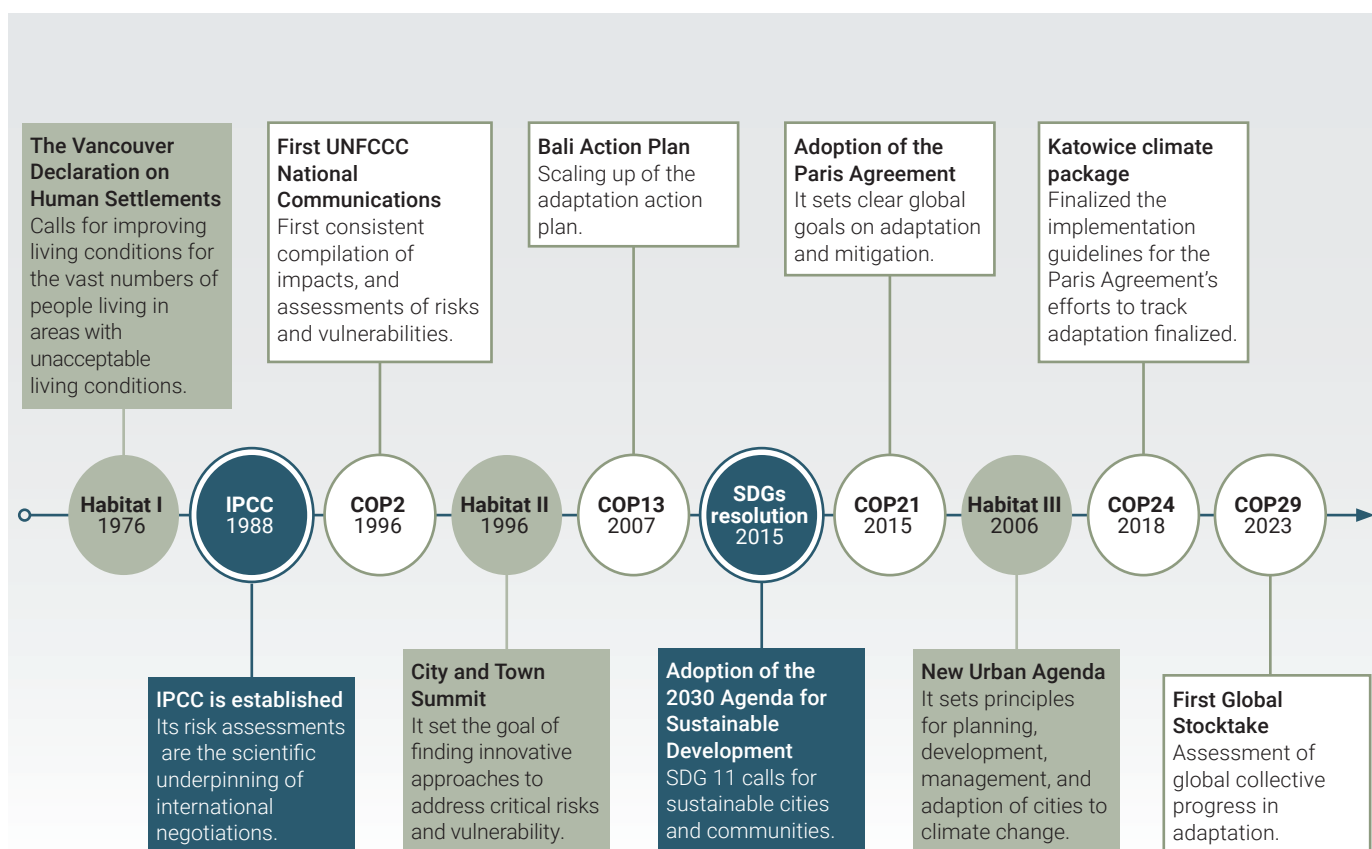 The Vancouver
Declaration on
Human Settlements
Calls for improving
living conditions for
the vast numbers of
people living in
areas with
unacceptable
living conditions.
First UNFCCC
National
Communications
First consistent
compilation of
impacts, and
assessments of risks
and vulnerabilities.
Bali Action Plan
Scaling up of the
adaptation action
plan.
Adoption of the
Paris Agreement
It sets clear global
goals on adaptation
and mitigation.
Katowice climate
package
Finalized the
implementation
guidelines for the
Paris Agreement’s
efforts to track
adaptation finalized.
Habitat I
1976
IPCC
1988
COP2
1996
Habitat II
1996
COP13
2007
SDGs
resolution
2015
COP21
2015
Habitat III
2006
COP24
2018
COP29
2023
IPCC is established
Its risk assessments
are the scientific
underpinning of
international
negotiations.
City and Town
Summit
It set the goal of
finding innovative
approaches to
address critical risks
and vulnerability.
Adoption of the
2030 Agenda for
Sustainable
Development
SDG 11 calls for
sustainable cities
and communities.
New Urban Agenda
It sets principles
for planning,
development,
management, and
adaption of cities to
climate change.
First Global
Stocktake
Assessment of
global collective
progress in
adaptation.